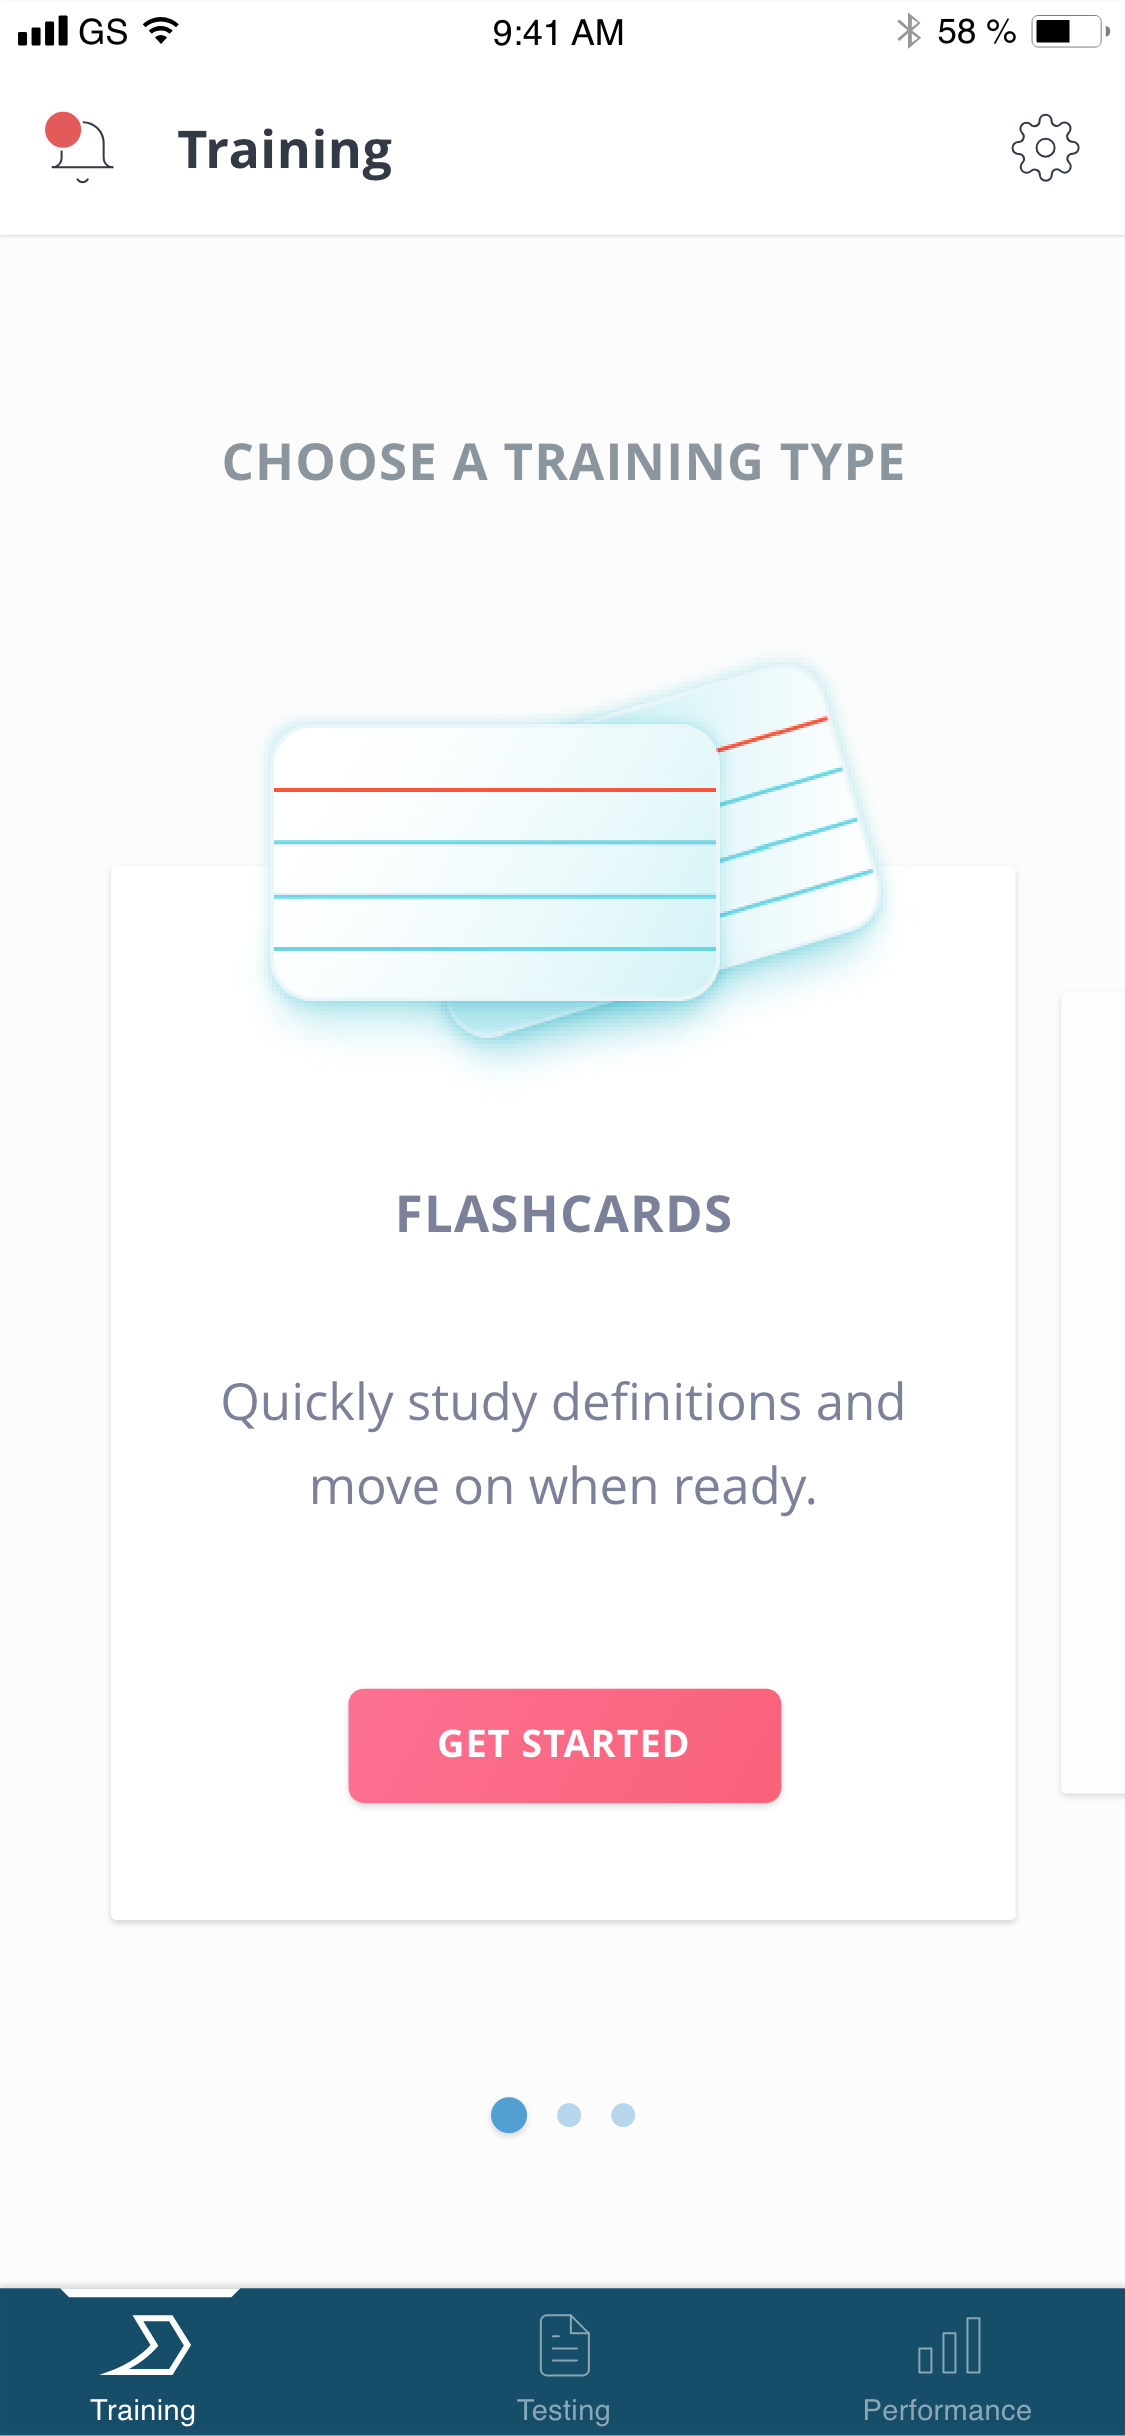 GS 9:41 AM 58 %
Training
CHOOSE A TRAINING TYPE
FLASHCARDS
Quickly study definitions and
move on when ready.
GET STARTED
Training Testing Performance